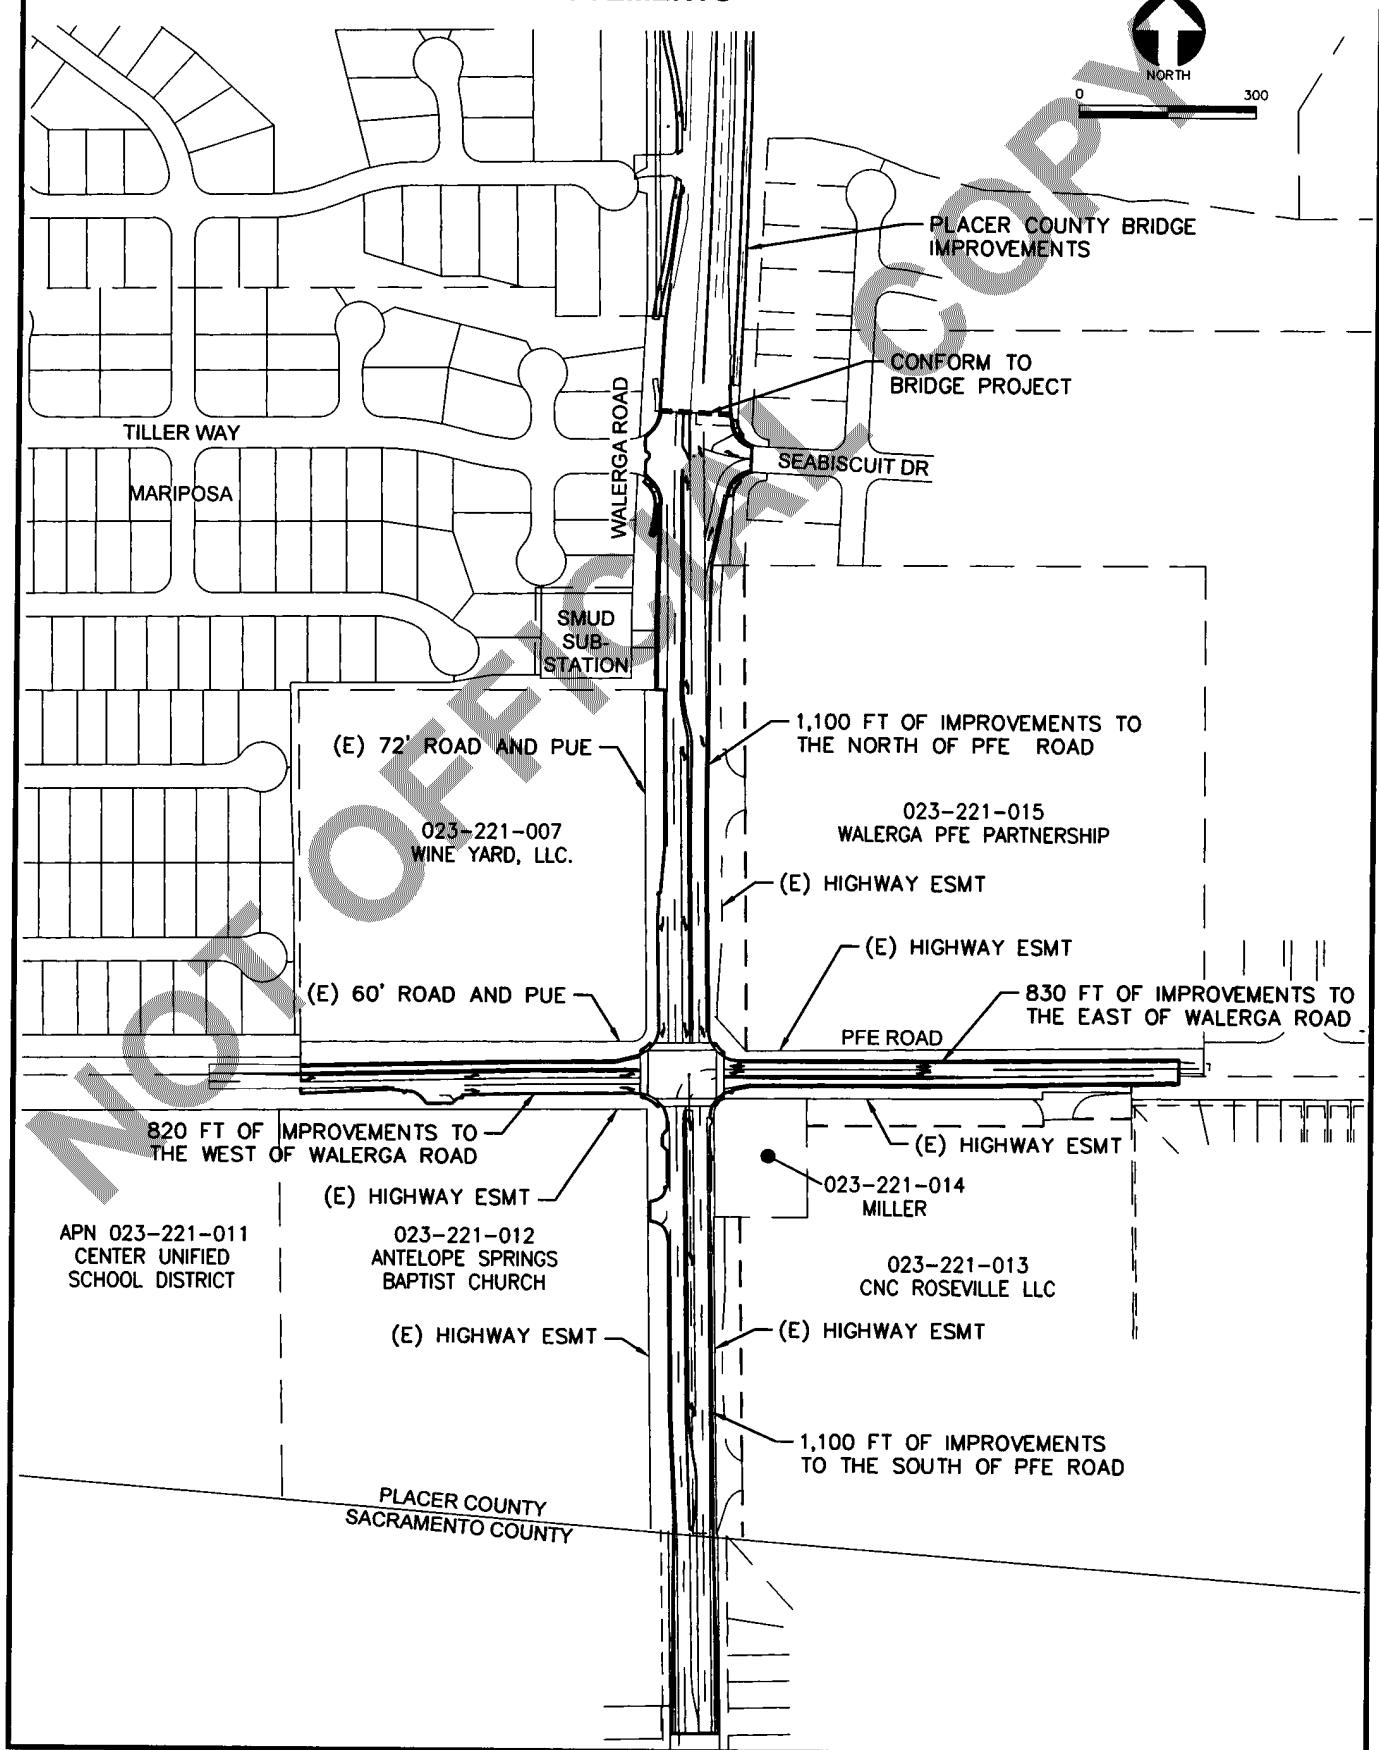 NORTH
0 300
PLACER COUNTY BRIDGE
IMPROVEMENTS
CONFORM TO
BRIDGE PROJECT
WALERGA ROAD
TILLER WAY
SEABISCUIT DR
MARIPOSA
SMUD
SUB-
STATION
(E) 72' ROAD AND PUE
1,100 FT OF IMPROVEMENTS TO
THE NORTH OF PFE ROAD
023-221-007
WINE YARD, LLC.
023-221-015
WALERGA PFE PARTNERSHIP
(E) HIGHWAY ESMT
(E) HIGHWAY ESMT
(E) 60' ROAD AND PUE
830 FT OF IMPROVEMENTS TO
THE EAST OF WALERGA ROAD
PFE ROAD
820 FT OF IMPROVEMENTS TO
THE WEST OF WALERGA ROAD
(E) HIGHWAY ESMT
(E) HIGHWAY ESMT
023-221-014
MILLER
APN 023-221-011
CENTER UNIFIED
SCHOOL DISTRICT
023-221-012
ANTELOPE SPRINGS
BAPTIST CHURCH
023-221-013
CNC ROSEVILLE LLC
(E) HIGHWAY ESMT
(E) HIGHWAY ESMT
1,100 FT OF IMPROVEMENTS
TO THE SOUTH OF PFE ROAD
PLACER COUNTY
SACRAMENTO COUNTY
NOT OFFICIAL COPY